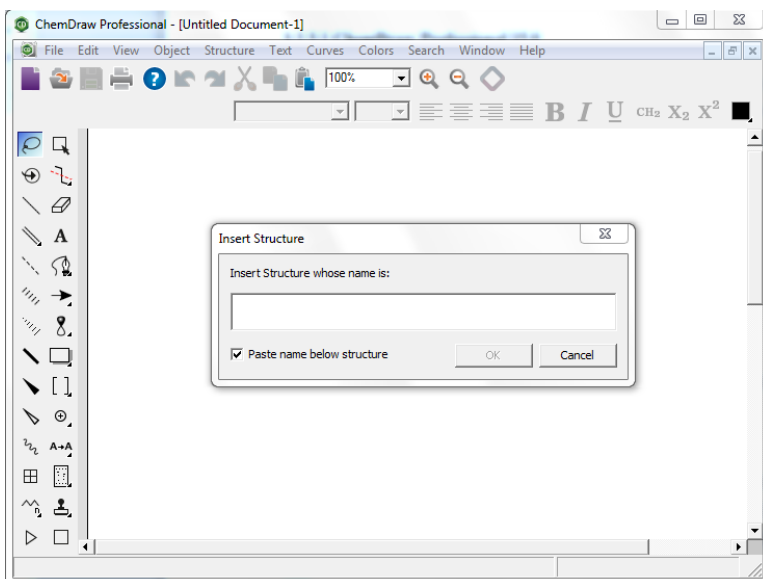 ChemDraw Professional - [Untitled Document-1]
File Edit View Object Structure Text Curves Colors Search Window Help
100%
B I U CH₂ X₂ X²
A
Insert Structure
Insert Structure whose name is:
Paste name below structure
OK
Cancel
[ ]
A→A
n